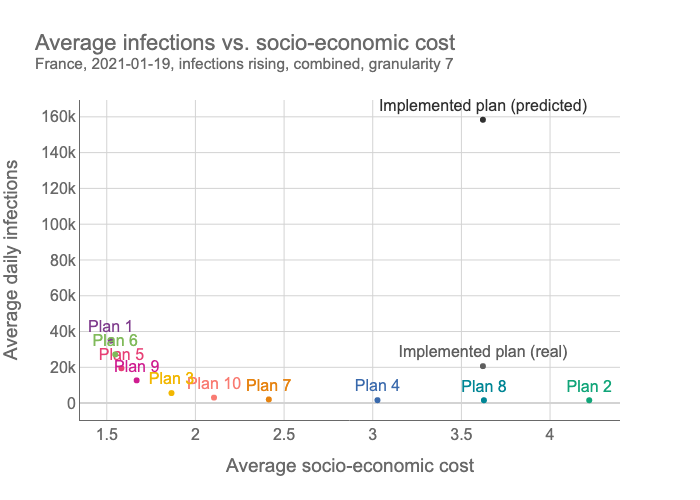 Average infections vs. socio-economic cost
France, 2021-01-19, infections rising, combined, granularity 7
Implemented plan (predicted)
160k
140k
120k
100k
80k
60k
40k
20k
0
Average daily infections
Plan 1
Plan 6
Plan 5
Plan 9
Plan 3
Plan 10
Plan 7
Implemented plan (real)
Plan 4
Plan 8
Plan 2
1.5
2
2.5
3
3.5
4
Average socio-economic cost